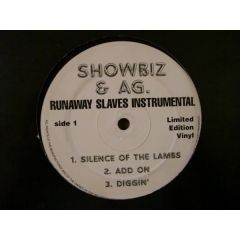 SHOWBIZ
& AG.
RUNAWAY SLAVES INSTRUMENTAL
side 1
Limited
Edition
Vinyl
1. SILENCE OF THE LAMBS
2. ADD ON
3. DIGGIN'